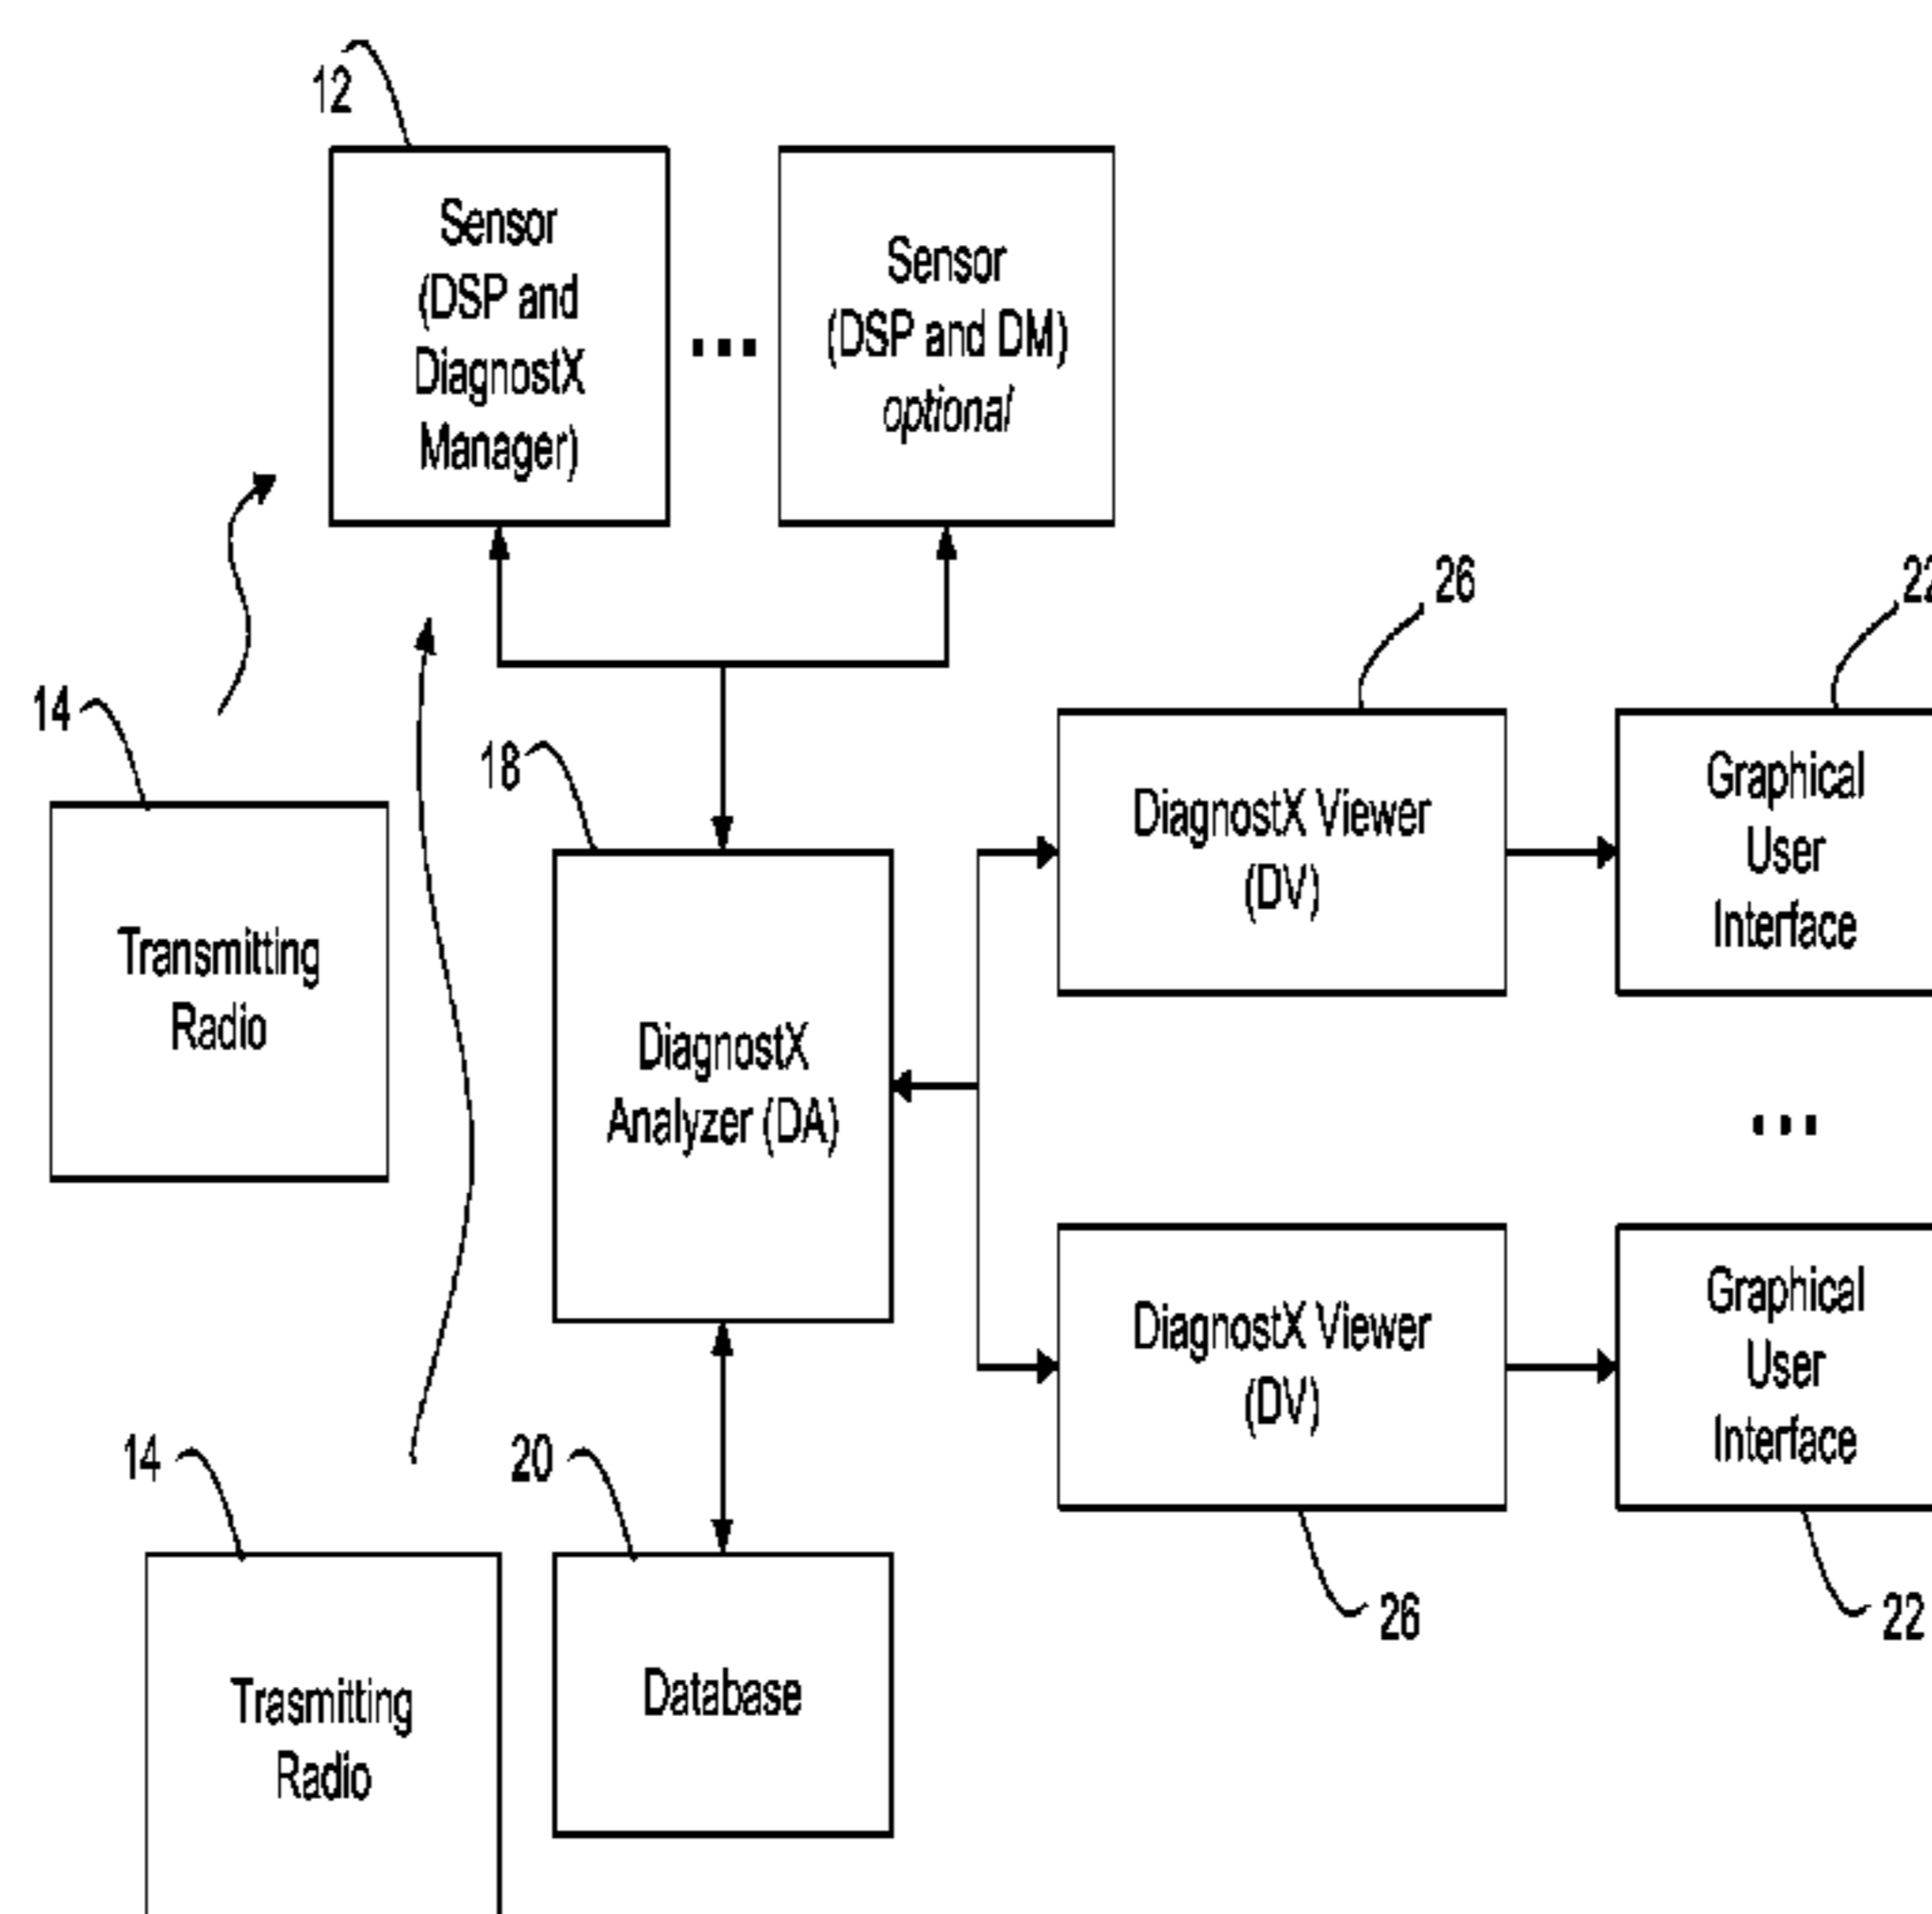 12
Sensor
(DSP and
DiagnostX
Manager)
Sensor
(DSP and DM)
optional
26
22
14
18
Graphical
User
Interface
DiagnostX Viewer
(DV)
Transmitting
Radio
DiagnostX
Analyzer (DA)
DiagnostX Viewer
(DV)
Graphical
User
Interface
14
20
26
22
Trasmitting
Radio
Database